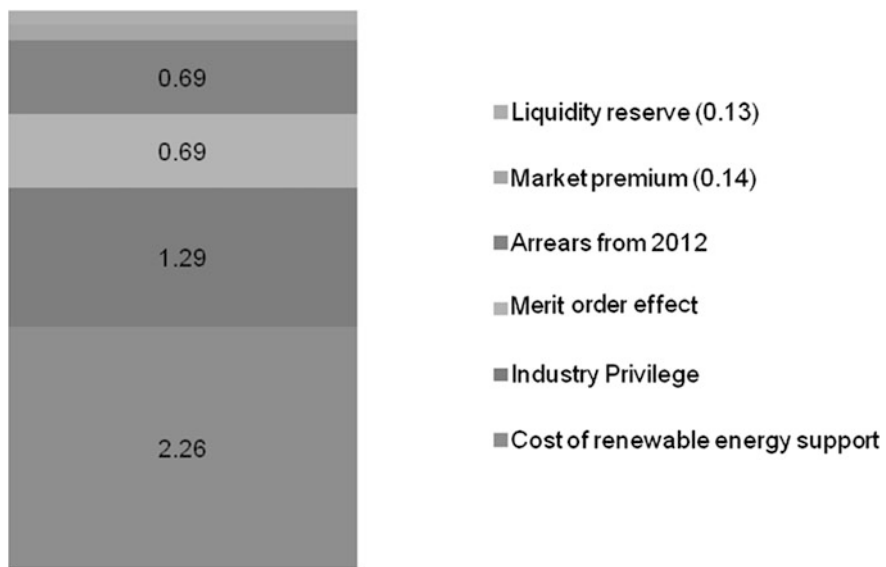 0.69
0.69
1.29
2.26
Liquidity reserve (0.13)
Market premium (0.14)
Arrears from 2012
Merit order effect
Industry Privilege
Cost of renewable energy support